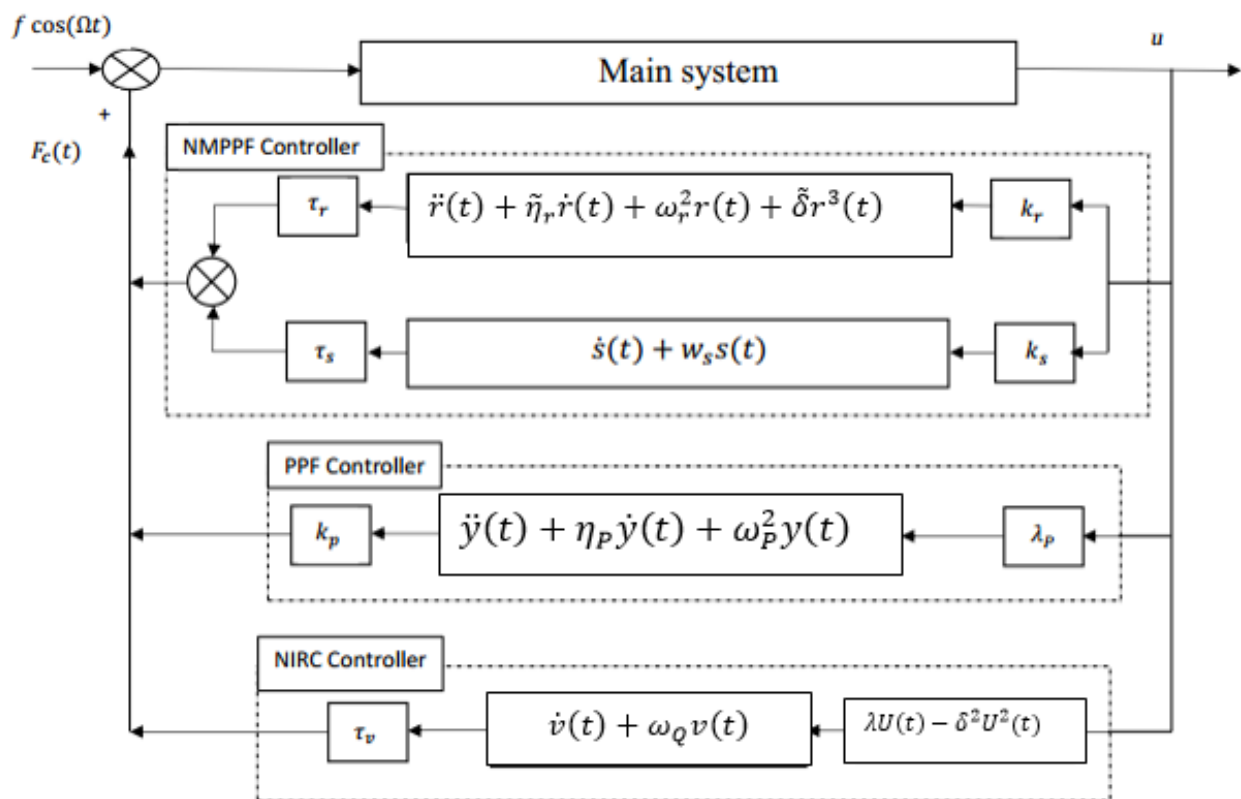 f cos(Ωt)
u
Main system
+
F_c(t)
NMPPF Controller
τ_r
r̈(t) + η̃_r ṙ(t) + ω_r^2 r(t) + δ̃r^3(t)
k_r
τ_s
ṡ(t) + w_s s(t)
k_s
PPF Controller
k_p
ÿ(t) + η_P ẏ(t) + ω_P^2 y(t)
λ_P
NIRC Controller
τ_v
v̇(t) + ω_Q v(t)
λU(t) − δ^2U^2(t)